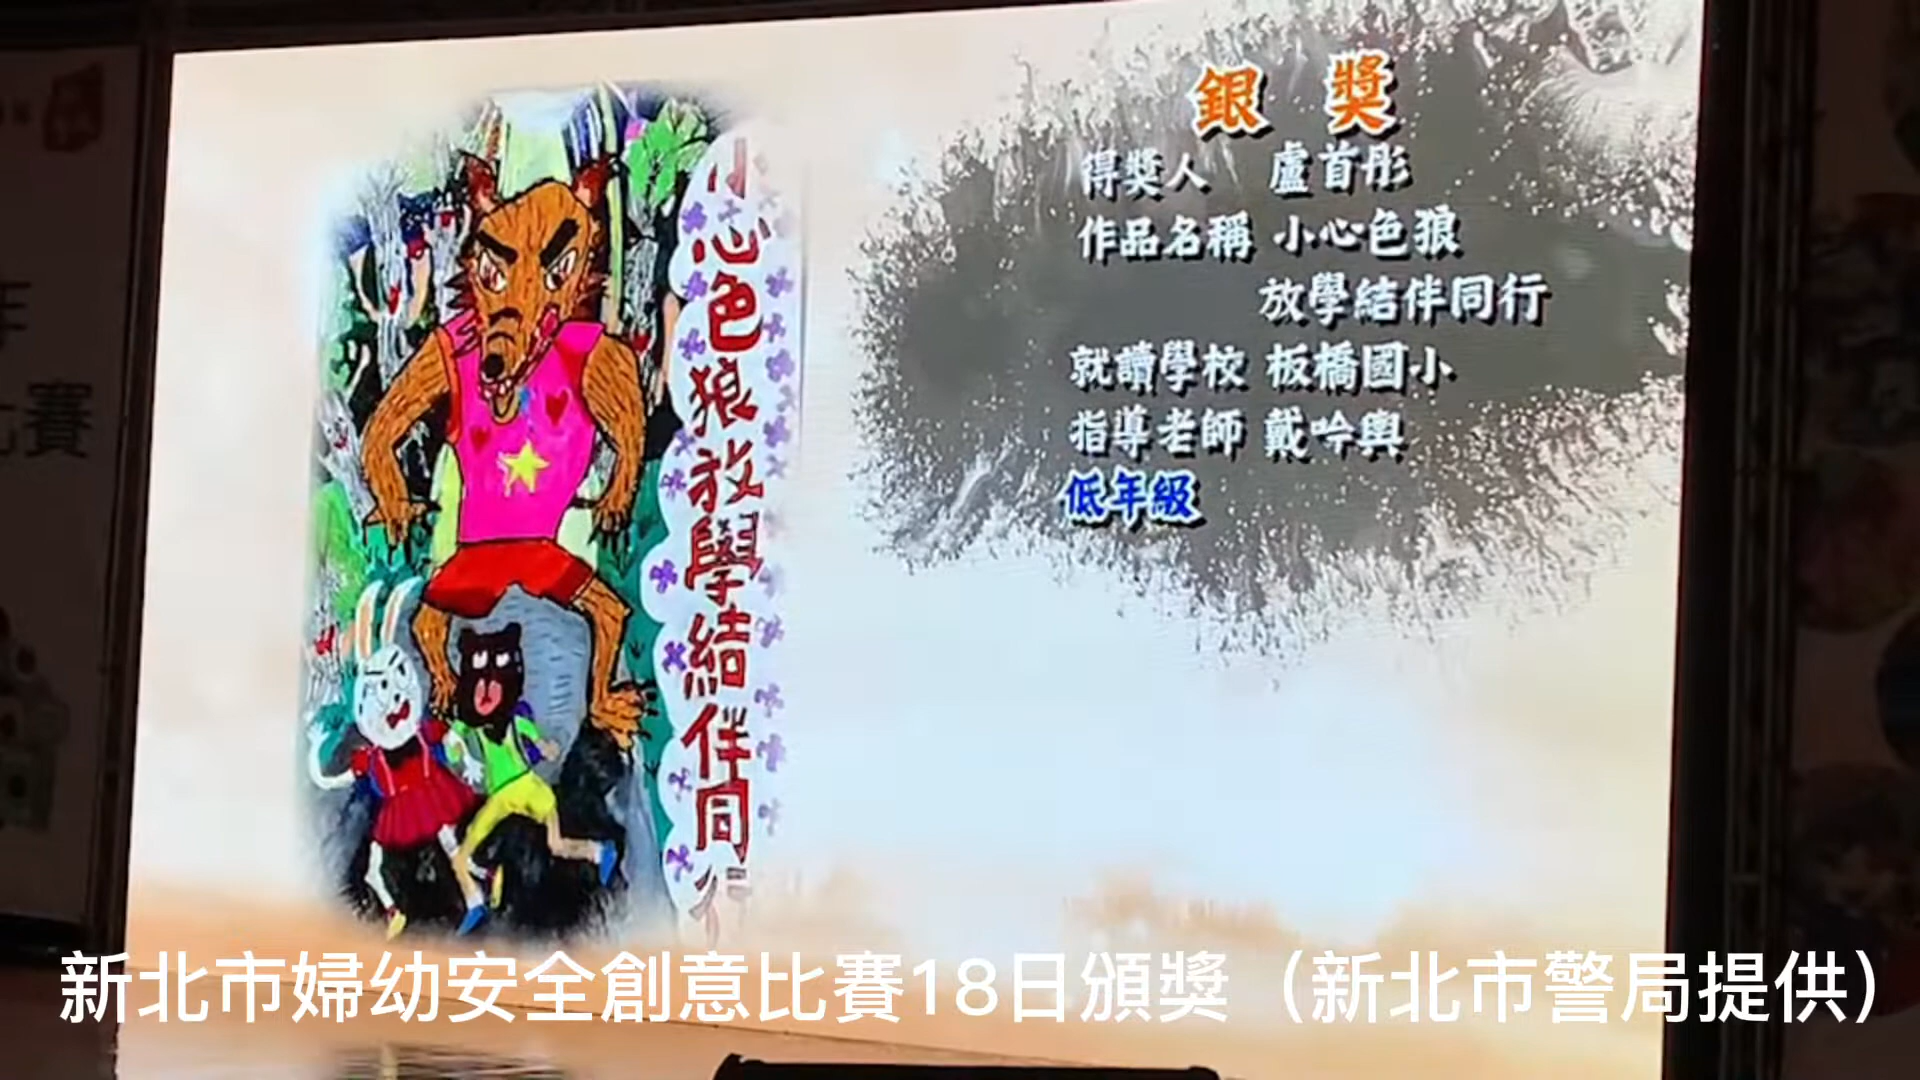 銀 獎
得獎人 盧首彤
作品名稱 小心色狼
放學結伴同行
就讀學校 板橋國小
指導老師 戴吟輿
低年級
小心色狼放學結伴同行
賽
新北市婦幼安全創意比賽18日頒獎（新北市警局提供）